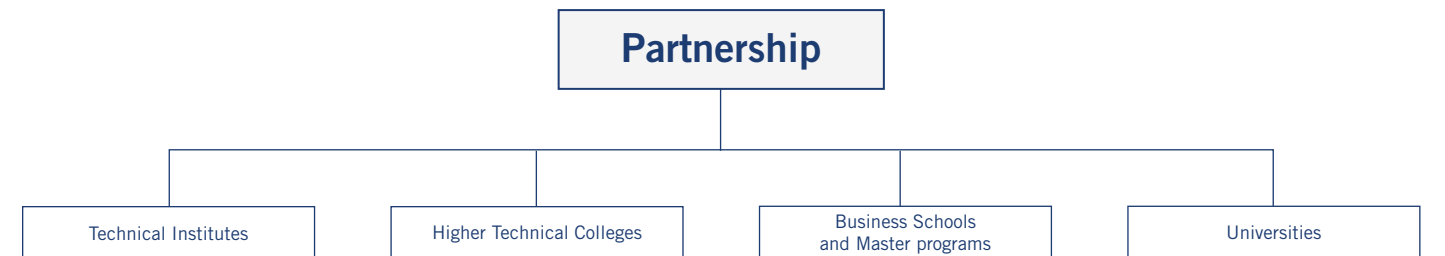 Partnership
Technical Institutes
Higher Technical Colleges
Business Schools
and Master programs
Universities